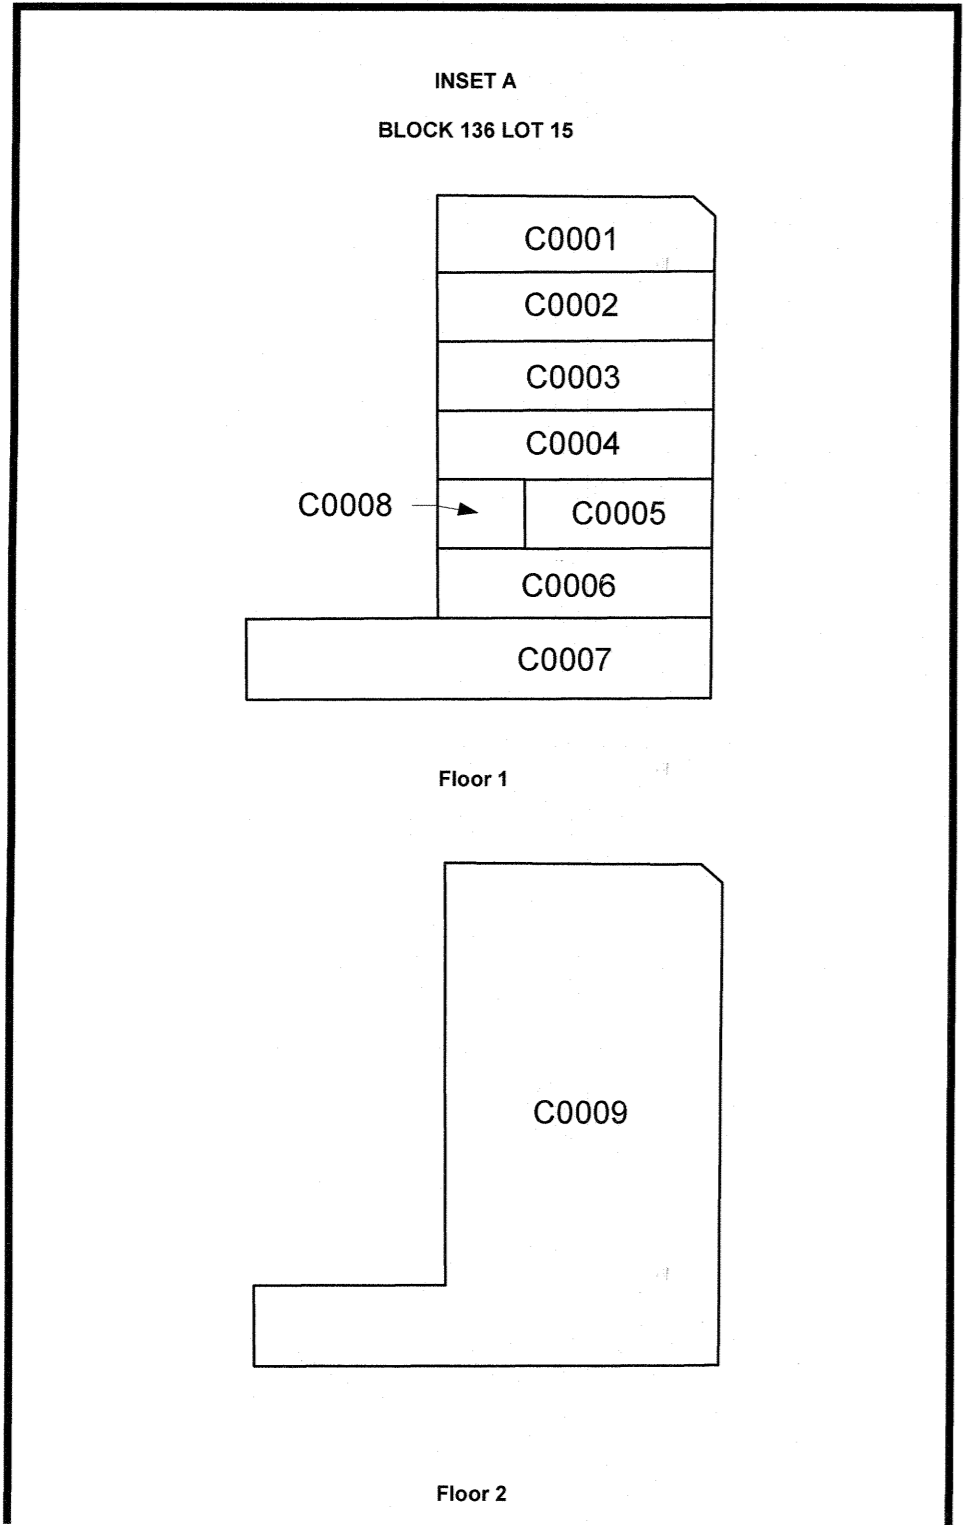 INSET A
BLOCK 136 LOT 15
C0001
C0002
C0003
C0004
C0008
C0005
C0006
C0007
Floor 1
C0009
Floor 2